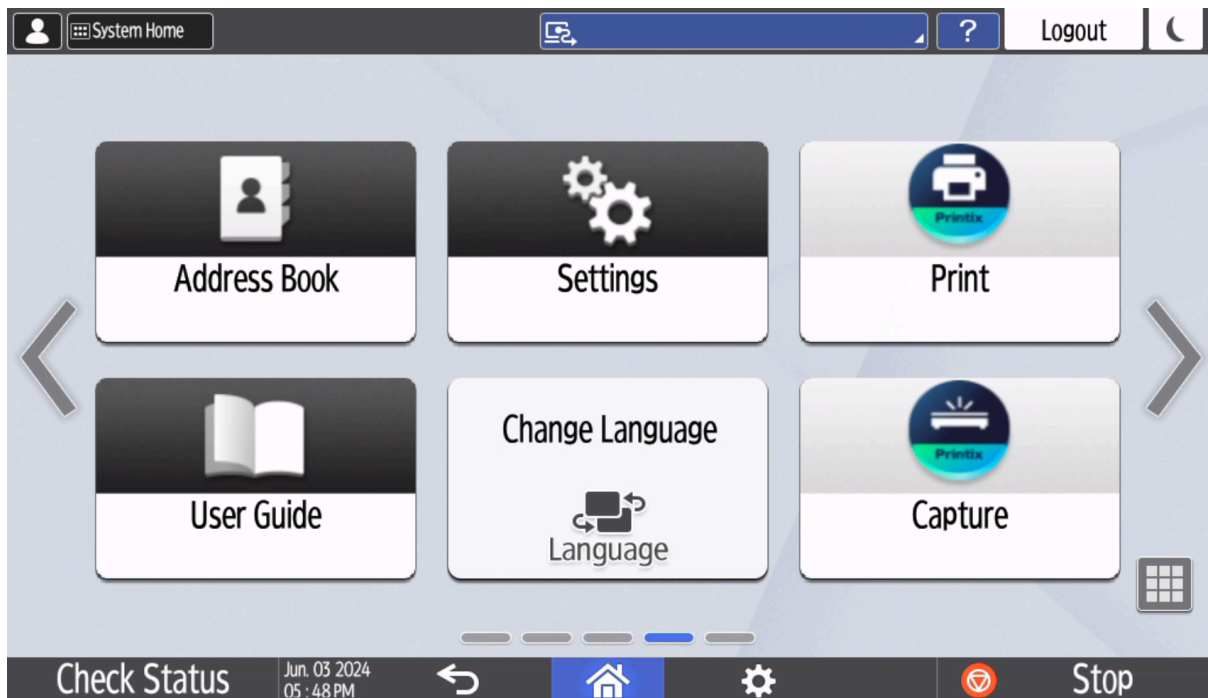 System Home
?
Logout
Address Book
Settings
Printix
Print
User Guide
Change Language
Language
Printix
Capture
Check Status
Jun. 03 2024
05 : 48 PM
Stop